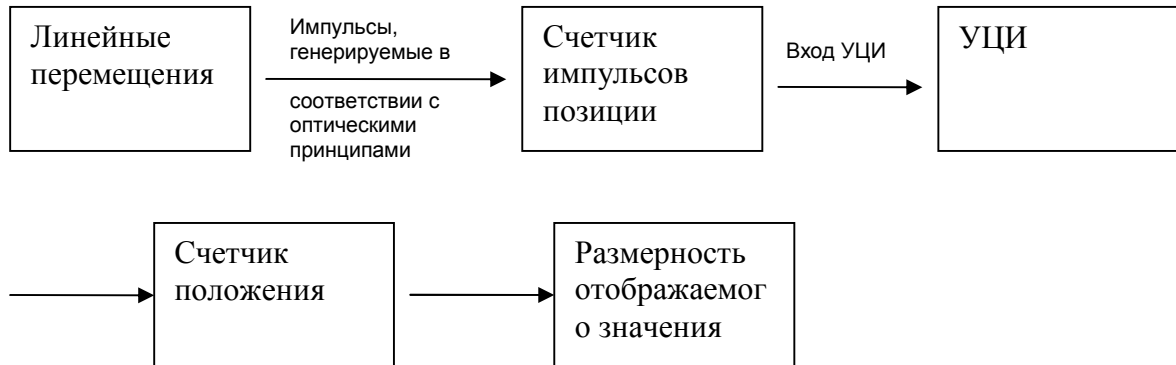 Линейные
перемещения
Импульсы,
генерируемые в
соответствии с
оптическими
принципами
Счетчик
импульсов
позиции
Вход УЦИ
УЦИ
Счетчик
положения
Размерность
отображаемог
о значения